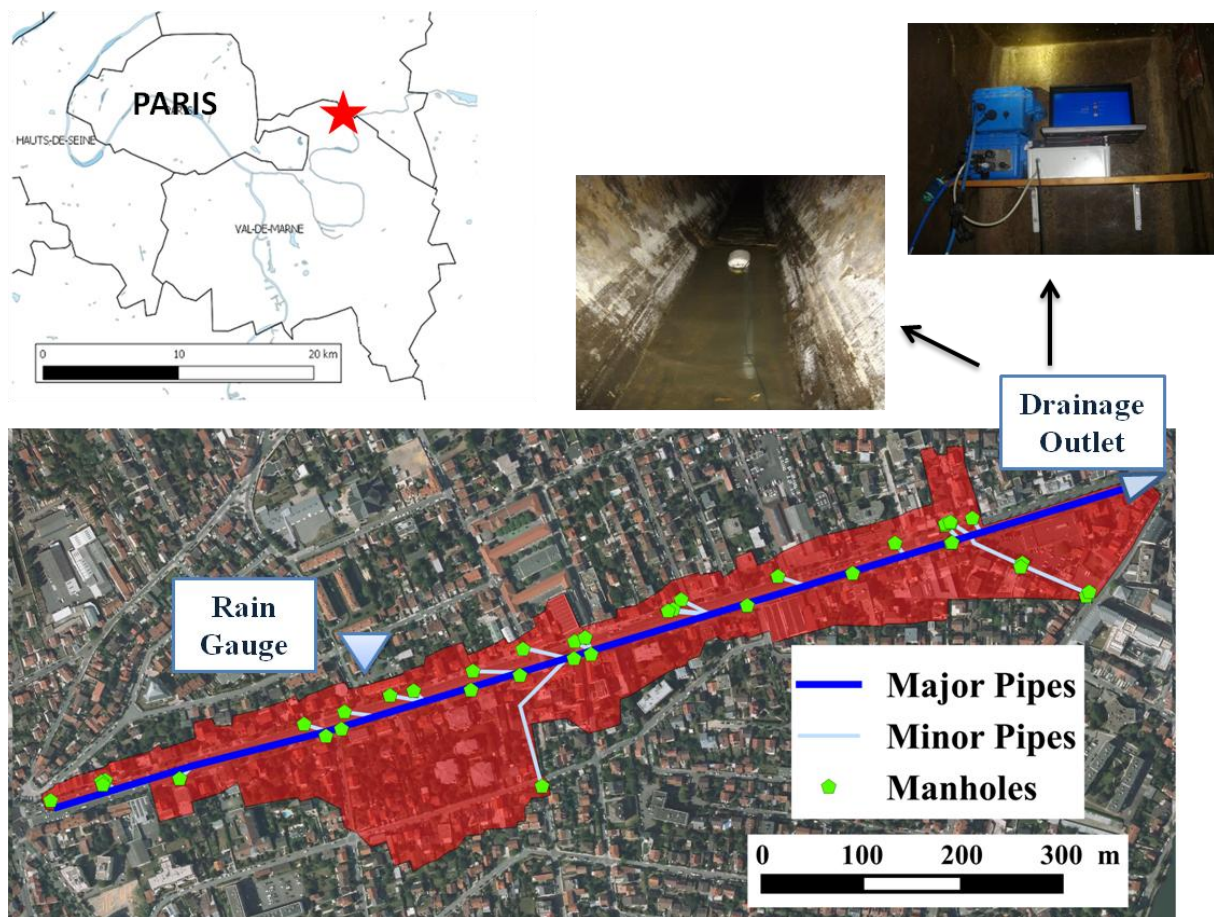 PARIS
HAUTS-DE-SEINE
VAL-DE-MARNE
0 10 20 km
Drainage
Outlet
Rain
Gauge
Major Pipes
Minor Pipes
Manholes
0 100 200 300 m